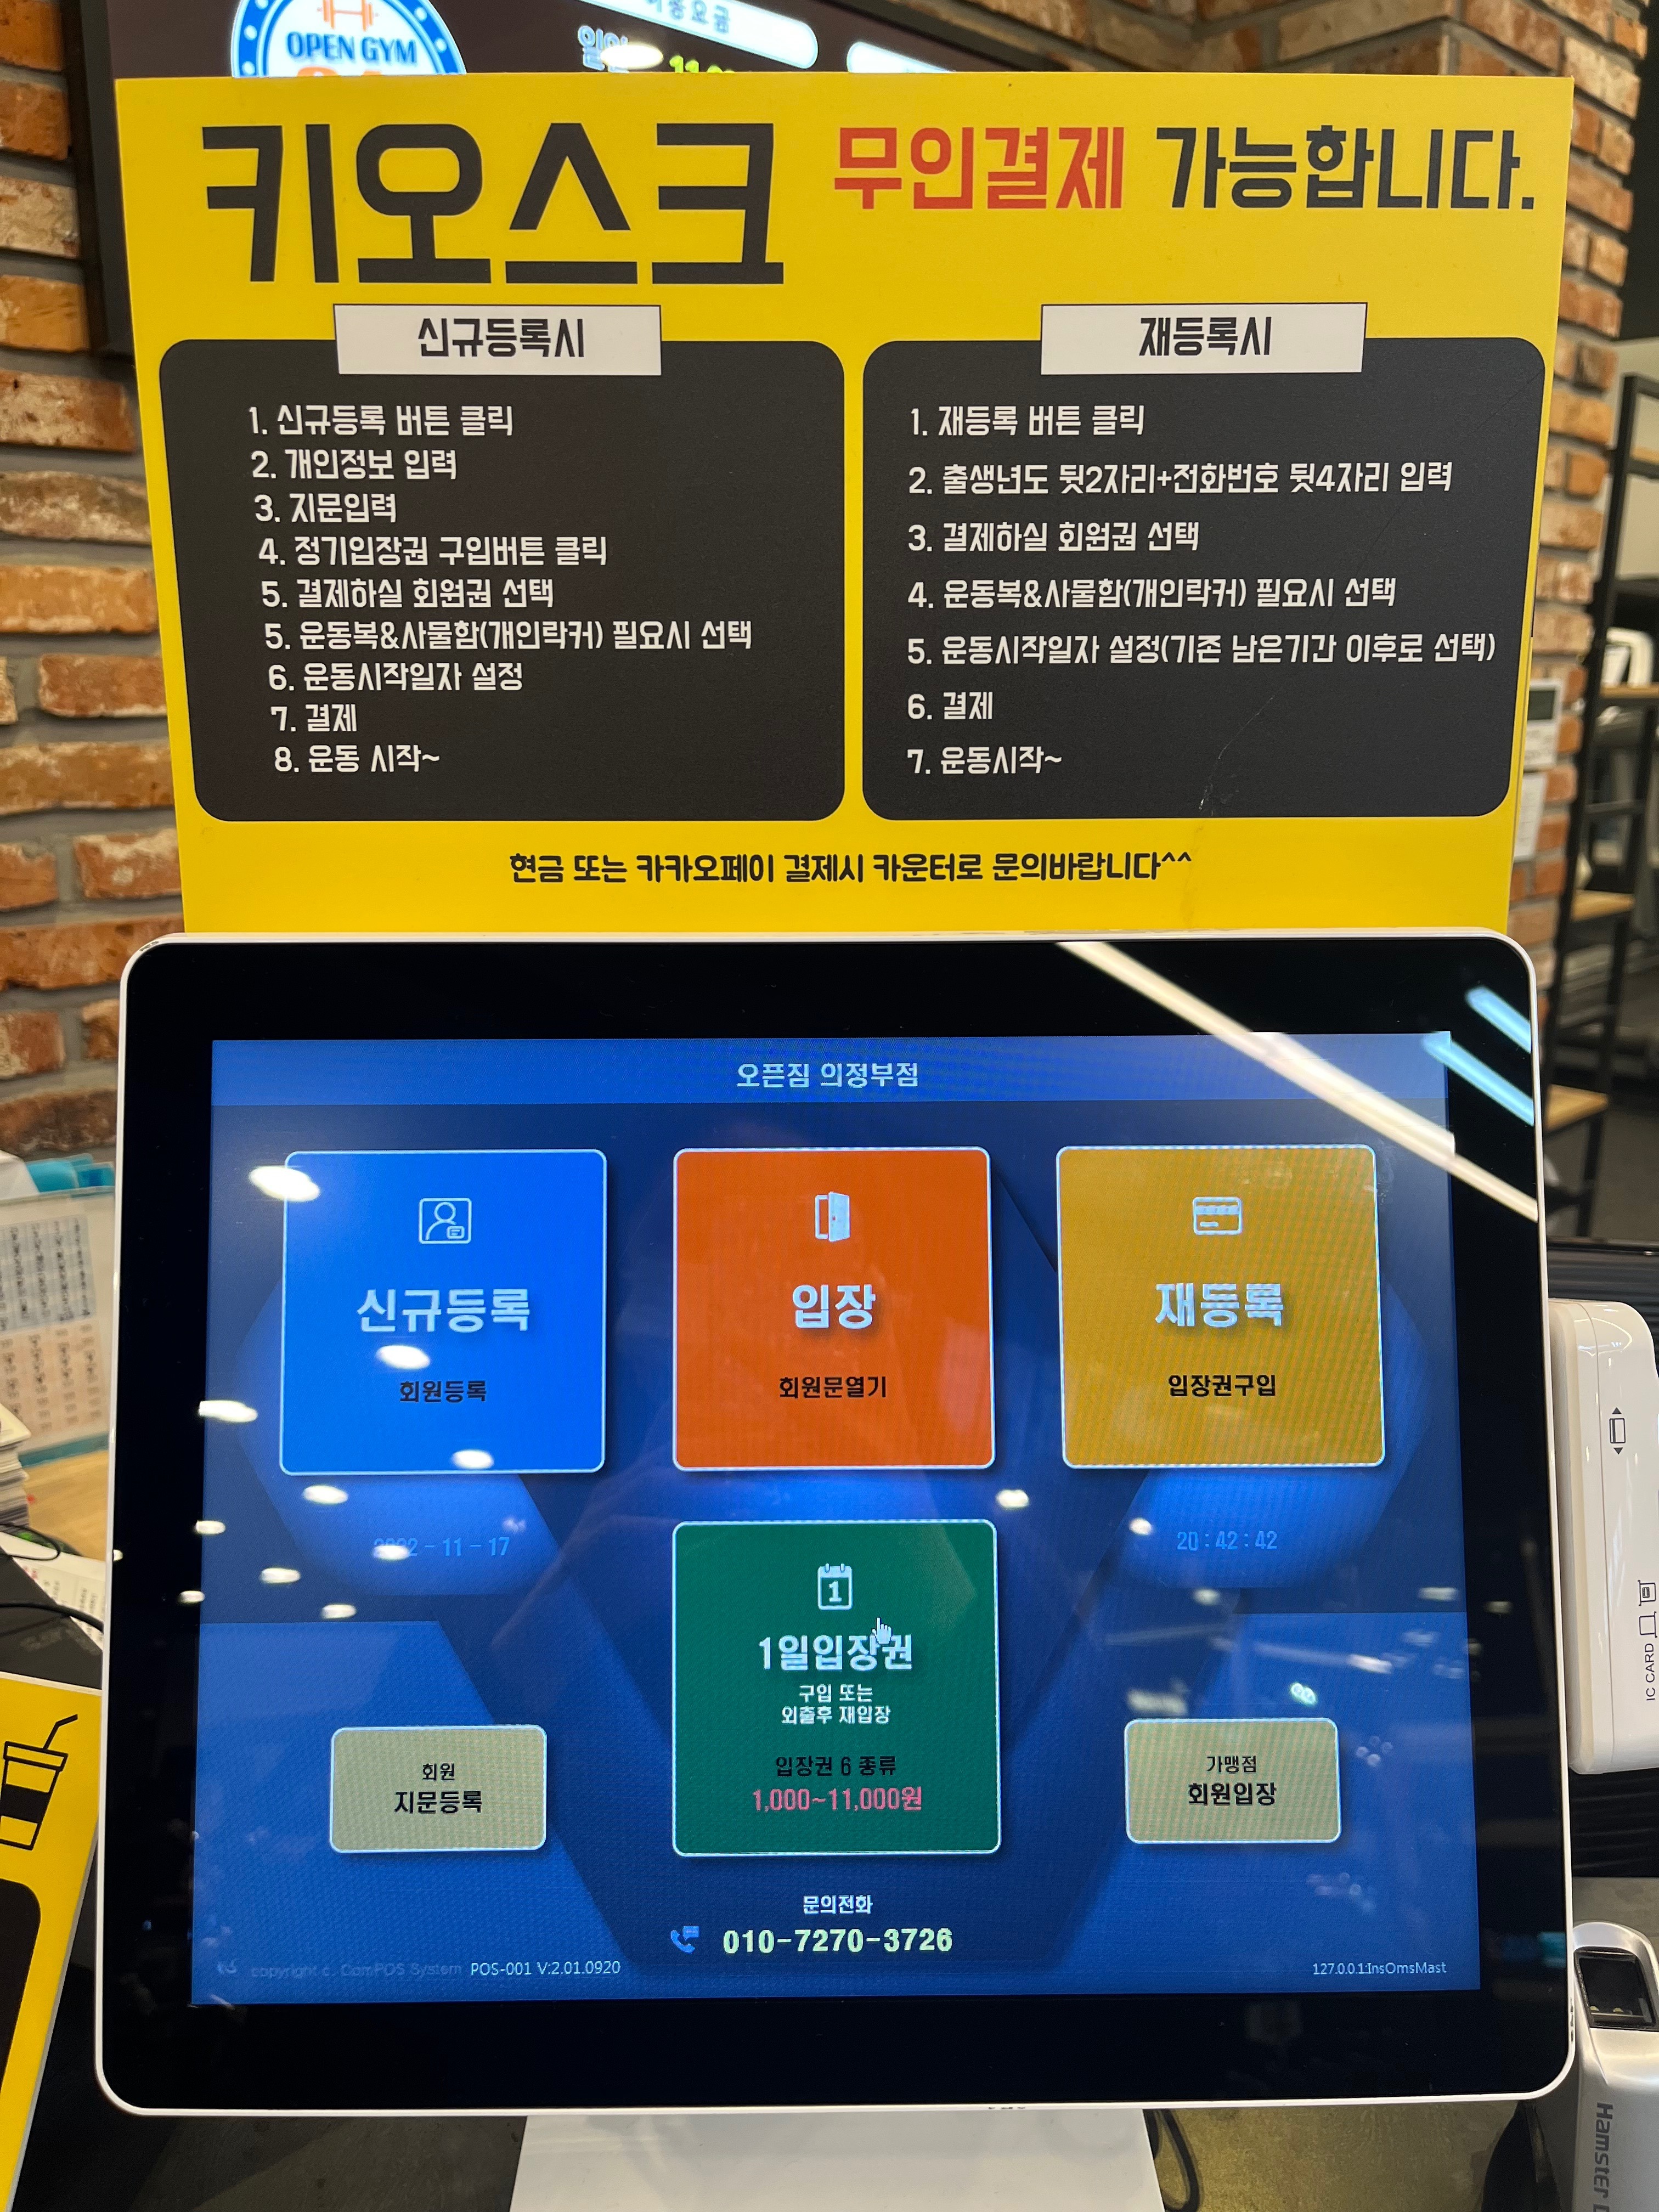 OPEN GYM
키오스크 무인결제 가능합니다.
신규등록시
1. 신규등록 버튼 클릭
2. 개인정보 입력
3. 지문입력
4. 정기입장권 구입버튼 클릭
5. 결제하실 회원권 선택
5. 운동복&사물함(개인락커) 필요시 선택
6. 운동시작일자 설정
7. 결제
8. 운동 시작~
재등록시
1. 재등록 버튼 클릭
2. 출생년도 뒷2자리+전화번호 뒷4자리 입력
3. 결제하실 회원권 선택
4. 운동복&사물함(개인락커) 필요시 선택
5. 운동시작일자 설정(기존 남은기간 이후로 선택)
6. 결제
7. 운동시작~
현금 또는 카카오페이 결제시 카운터로 문의바랍니다^^
오픈짐 의정부점
신규등록
회원등록
입장
회원문열기
재등록
입장권구입
2022-11-17
20:42:42
1
1일입장권
구입 또는
외출후 재입장
입장권 6 종류
1,000~11,000원
회원
지문등록
가맹점
회원입장
문의전화
010-7270-3726
copyright c. ComPOS System POS-001 V:2.01.0920
127.0.0.1:InsOmsMast
IC CARD
Hamster